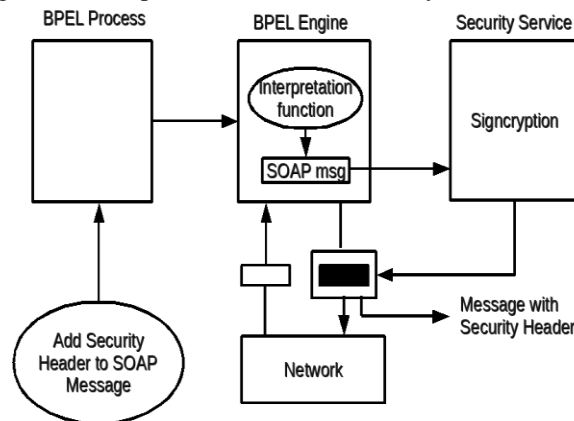 BPEL Process
BPEL Engine
Security Service
Interpretation
function
SOAP msg
Signcryption
Message with
Security Header
Add Security
Header to SOAP
Message
Network